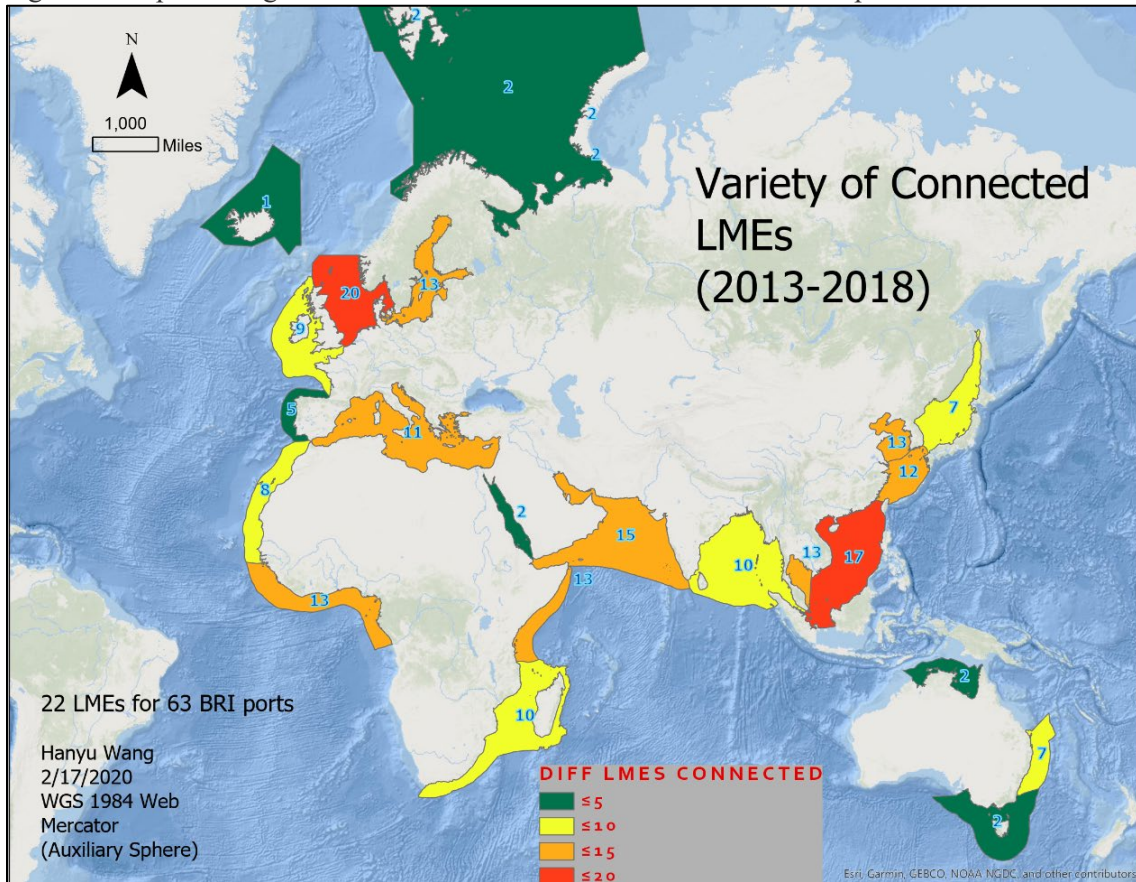 N
1,000
Miles
Variety of Connected
LMEs
(2013-2018)
2
2
2
2
1
20
13
9
5
11
7
13
12
8
2
15
13
17
10
13
13
10
2
7
2
22 LMEs for 63 BRI ports
Hanyu Wang
2/17/2020
WGS 1984 Web
Mercator
(Auxiliary Sphere)
DIFF LMES CONNECTED
≤5
≤10
≤15
≤20
Esri, Garmin, GEBCO, NOAA NGDC, and other contributors